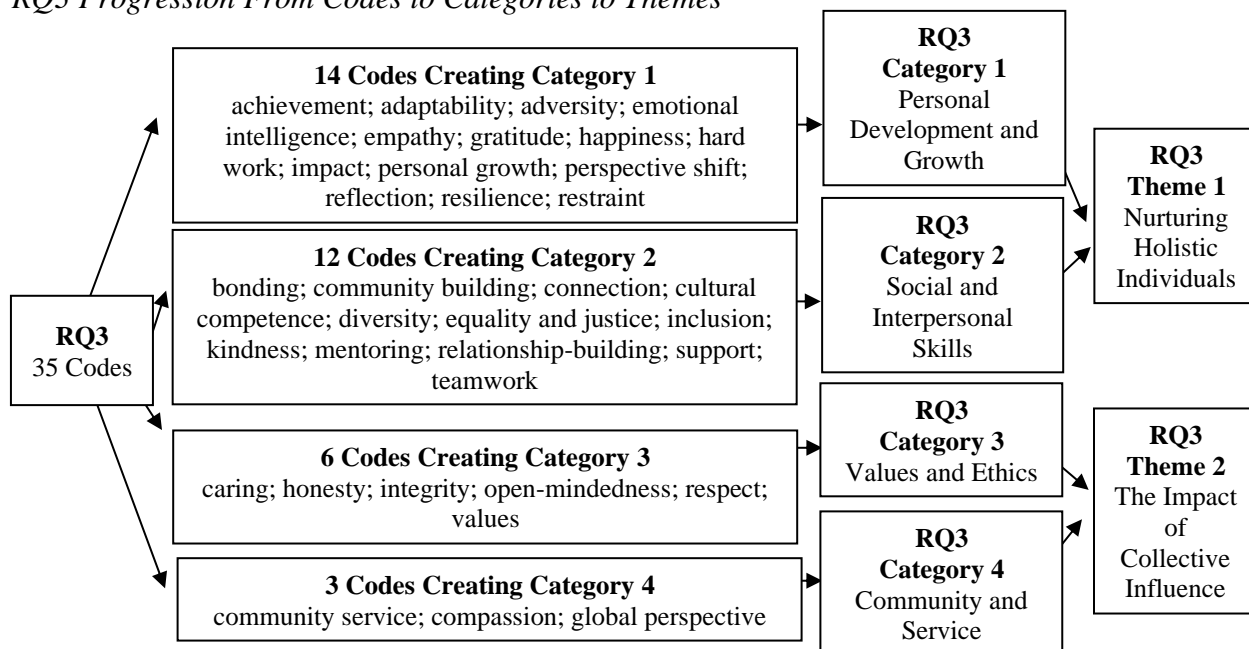 RQ3 Progression From Codes to Categories to Themes
RQ3
35 Codes
14 Codes Creating Category 1
achievement; adaptability; adversity; emotional
intelligence; empathy; gratitude; happiness; hard
work; impact; personal growth; perspective shift;
reflection; resilience; restraint
12 Codes Creating Category 2
bonding; community building; connection; cultural
competence; diversity; equality and justice; inclusion;
kindness; mentoring; relationship-building; support;
teamwork
6 Codes Creating Category 3
caring; honesty; integrity; open-mindedness; respect;
values
3 Codes Creating Category 4
community service; compassion; global perspective
RQ3
Category 1
Personal
Development and
Growth
RQ3
Category 2
Social and
Interpersonal
Skills
RQ3
Category 3
Values and Ethics
RQ3
Category 4
Community and
Service
RQ3
Theme 1
Nurturing
Holistic
Individuals
RQ3
Theme 2
The Impact
of
Collective
Influence